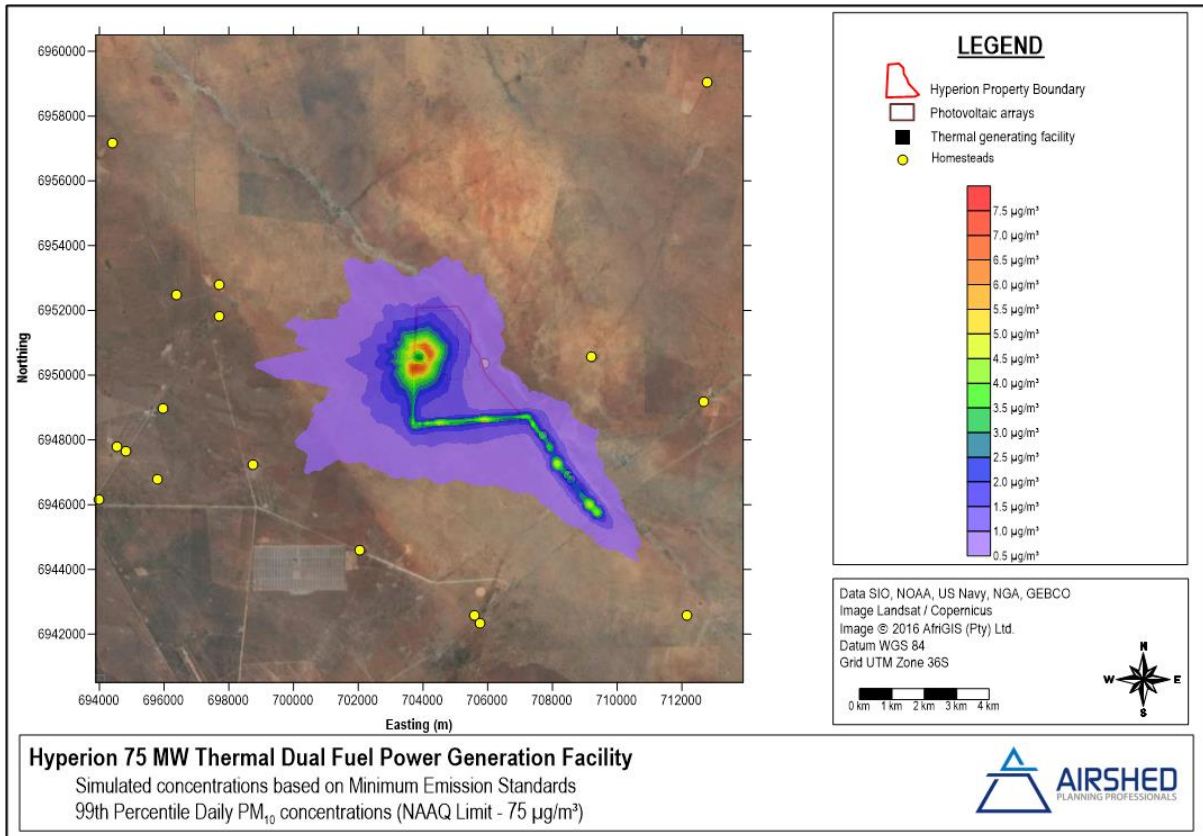 6960000
6958000
6956000
6954000
6952000
6950000
6948000
6946000
6944000
6942000
Northing
694000 696000 698000 700000 702000 704000 706000 708000 710000 712000
Easting (m)
LEGEND
Hyperion Property Boundary
Photovoltaic arrays
Thermal generating facility
Homesteads
7.5 µg/m³
7.0 µg/m³
6.5 µg/m³
6.0 µg/m³
5.5 µg/m³
5.0 µg/m³
4.5 µg/m³
4.0 µg/m³
3.5 µg/m³
3.0 µg/m³
2.5 µg/m³
2.0 µg/m³
1.5 µg/m³
1.0 µg/m³
0.5 µg/m³
Data SIO, NOAA, US Navy, NGA, GEBCO
Image Landsat / Copernicus
Image © 2016 AfriGIS (Pty) Ltd.
Datum WGS 84
Grid UTM Zone 36S
N
W E
S
0 km 1 km 2 km 3 km 4 km
Hyperion 75 MW Thermal Dual Fuel Power Generation Facility
Simulated concentrations based on Minimum Emission Standards
99th Percentile Daily PM₁₀ concentrations (NAAQ Limit - 75 µg/m³)
AIRSHED
PLANNING PROFESSIONALS